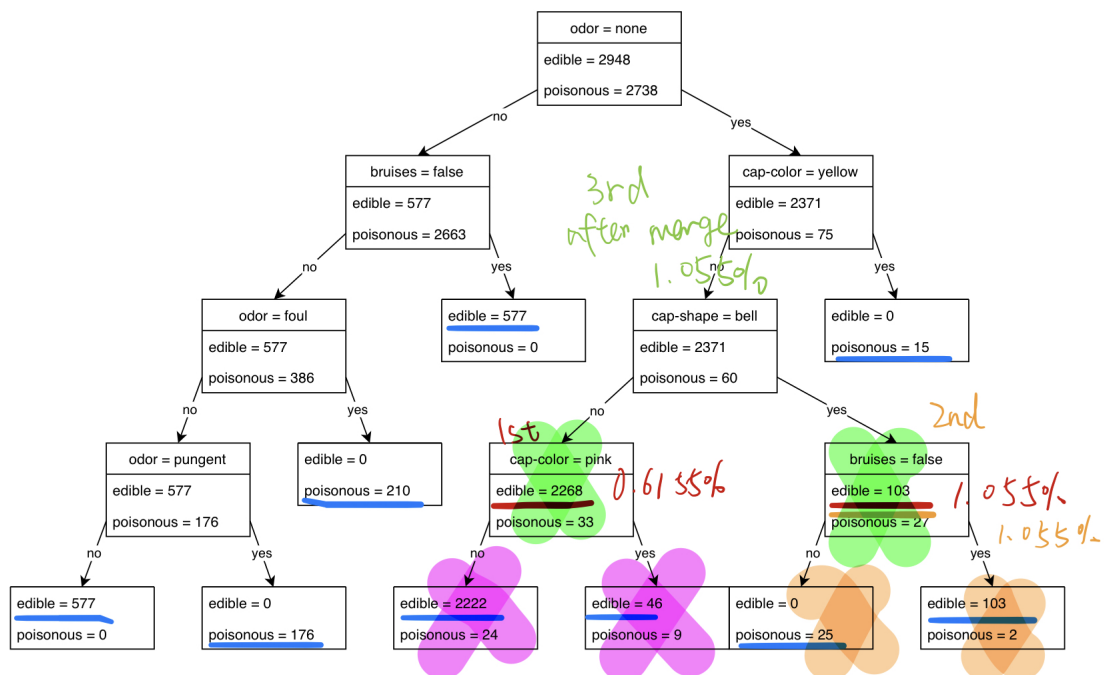 odor = none
edible = 2948
poisonous = 2738
no
yes
bruises = false
edible = 577
poisonous = 2663
cap-color = yellow
edible = 2371
poisonous = 75
3rd
after merge
1.055%
no
yes
no
yes
odor = foul
edible = 577
poisonous = 386
edible = 577
poisonous = 0
cap-shape = bell
edible = 2371
poisonous = 60
edible = 0
poisonous = 15
no
yes
no
yes
1st
2nd
odor = pungent
edible = 577
poisonous = 176
edible = 0
poisonous = 210
cap-color = pink
edible = 2268
poisonous = 33
0.6155%
bruises = false
edible = 103
poisonous = 27
1.055%
1.055%
no
yes
no
yes
no
yes
edible = 577
poisonous = 0
edible = 0
poisonous = 176
edible = 2222
poisonous = 24
edible = 46
poisonous = 9
edible = 0
poisonous = 25
edible = 103
poisonous = 2